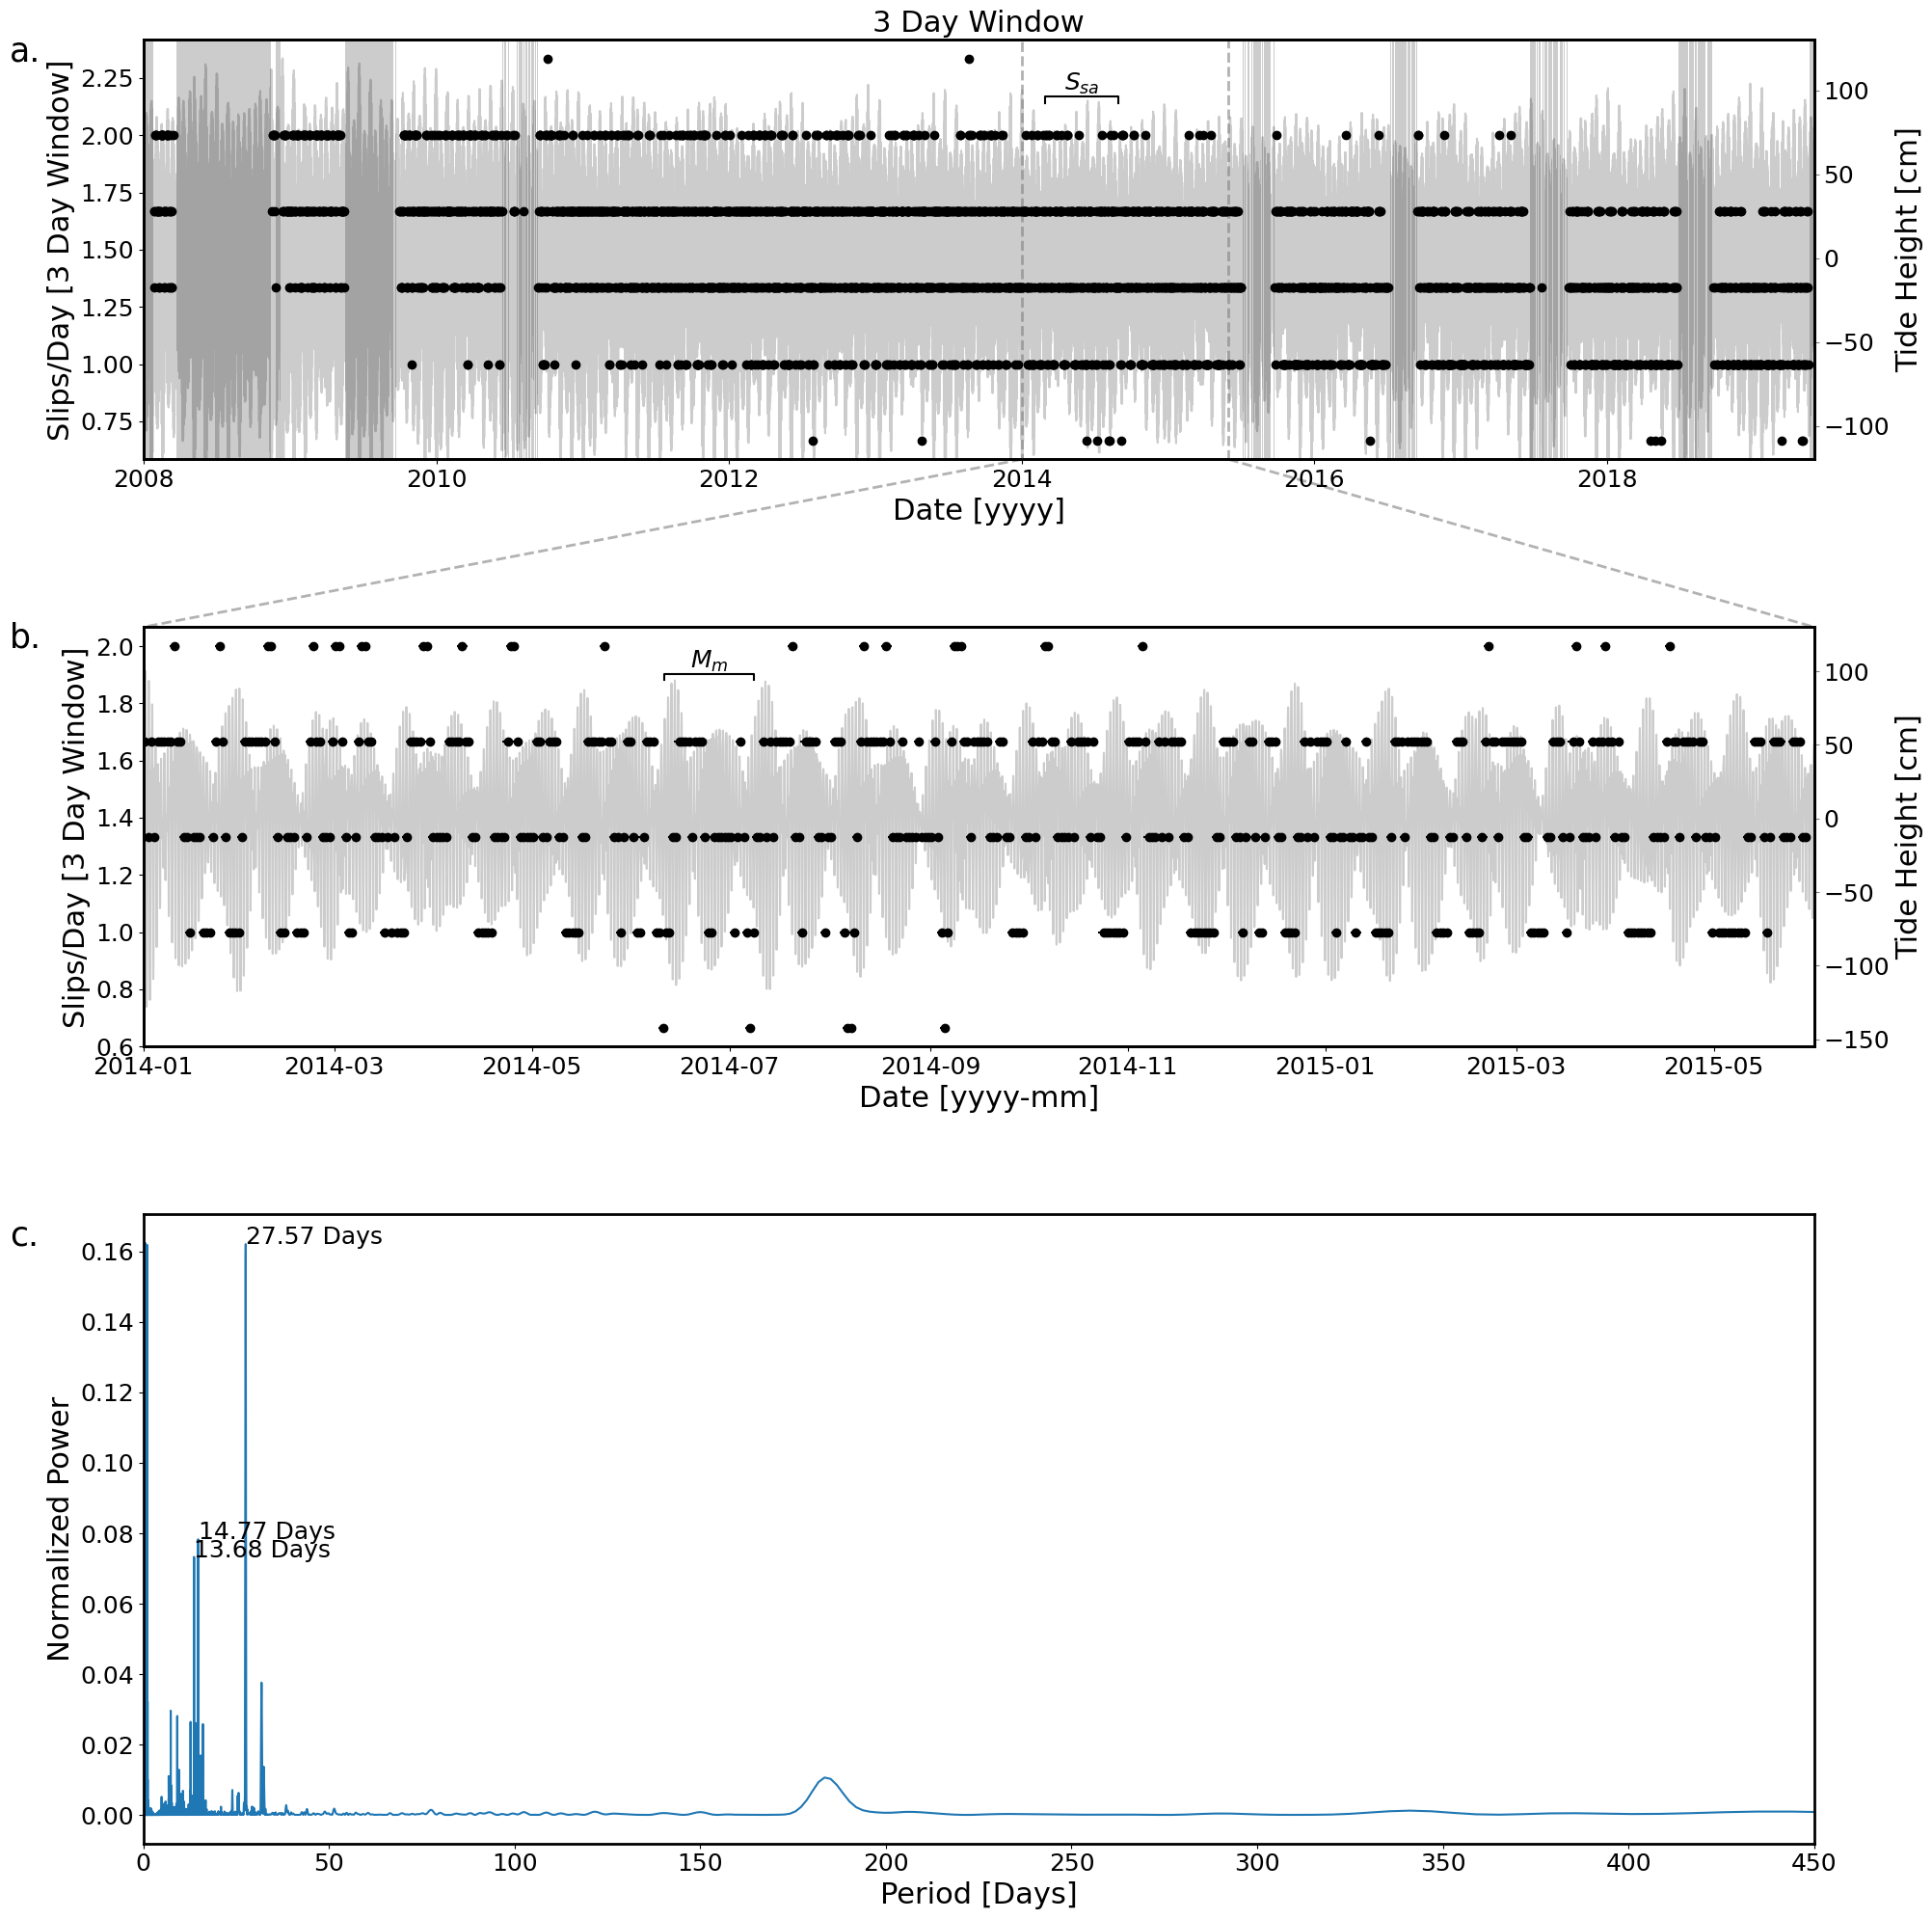 3 Day Window
a.
Slips/Day [3 Day Window]
2.25
2.00
1.75
1.50
1.25
1.00
0.75
S_sa
100
50
0
−50
−100
Tide Height [cm]
2008 2010 2012 2014 2016 2018
Date [yyyy]
b.
Slips/Day [3 Day Window]
2.0
1.8
1.6
1.4
1.2
1.0
0.8
0.6
M_m
100
50
0
−50
−100
−150
Tide Height [cm]
2014-01 2014-03 2014-05 2014-07 2014-09 2014-11 2015-01 2015-03 2015-05
Date [yyyy-mm]
c.
Normalized Power
0.16
0.14
0.12
0.10
0.08
0.06
0.04
0.02
0.00
27.57 Days
14.77 Days
13.68 Days
0 50 100 150 200 250 300 350 400 450
Period [Days]